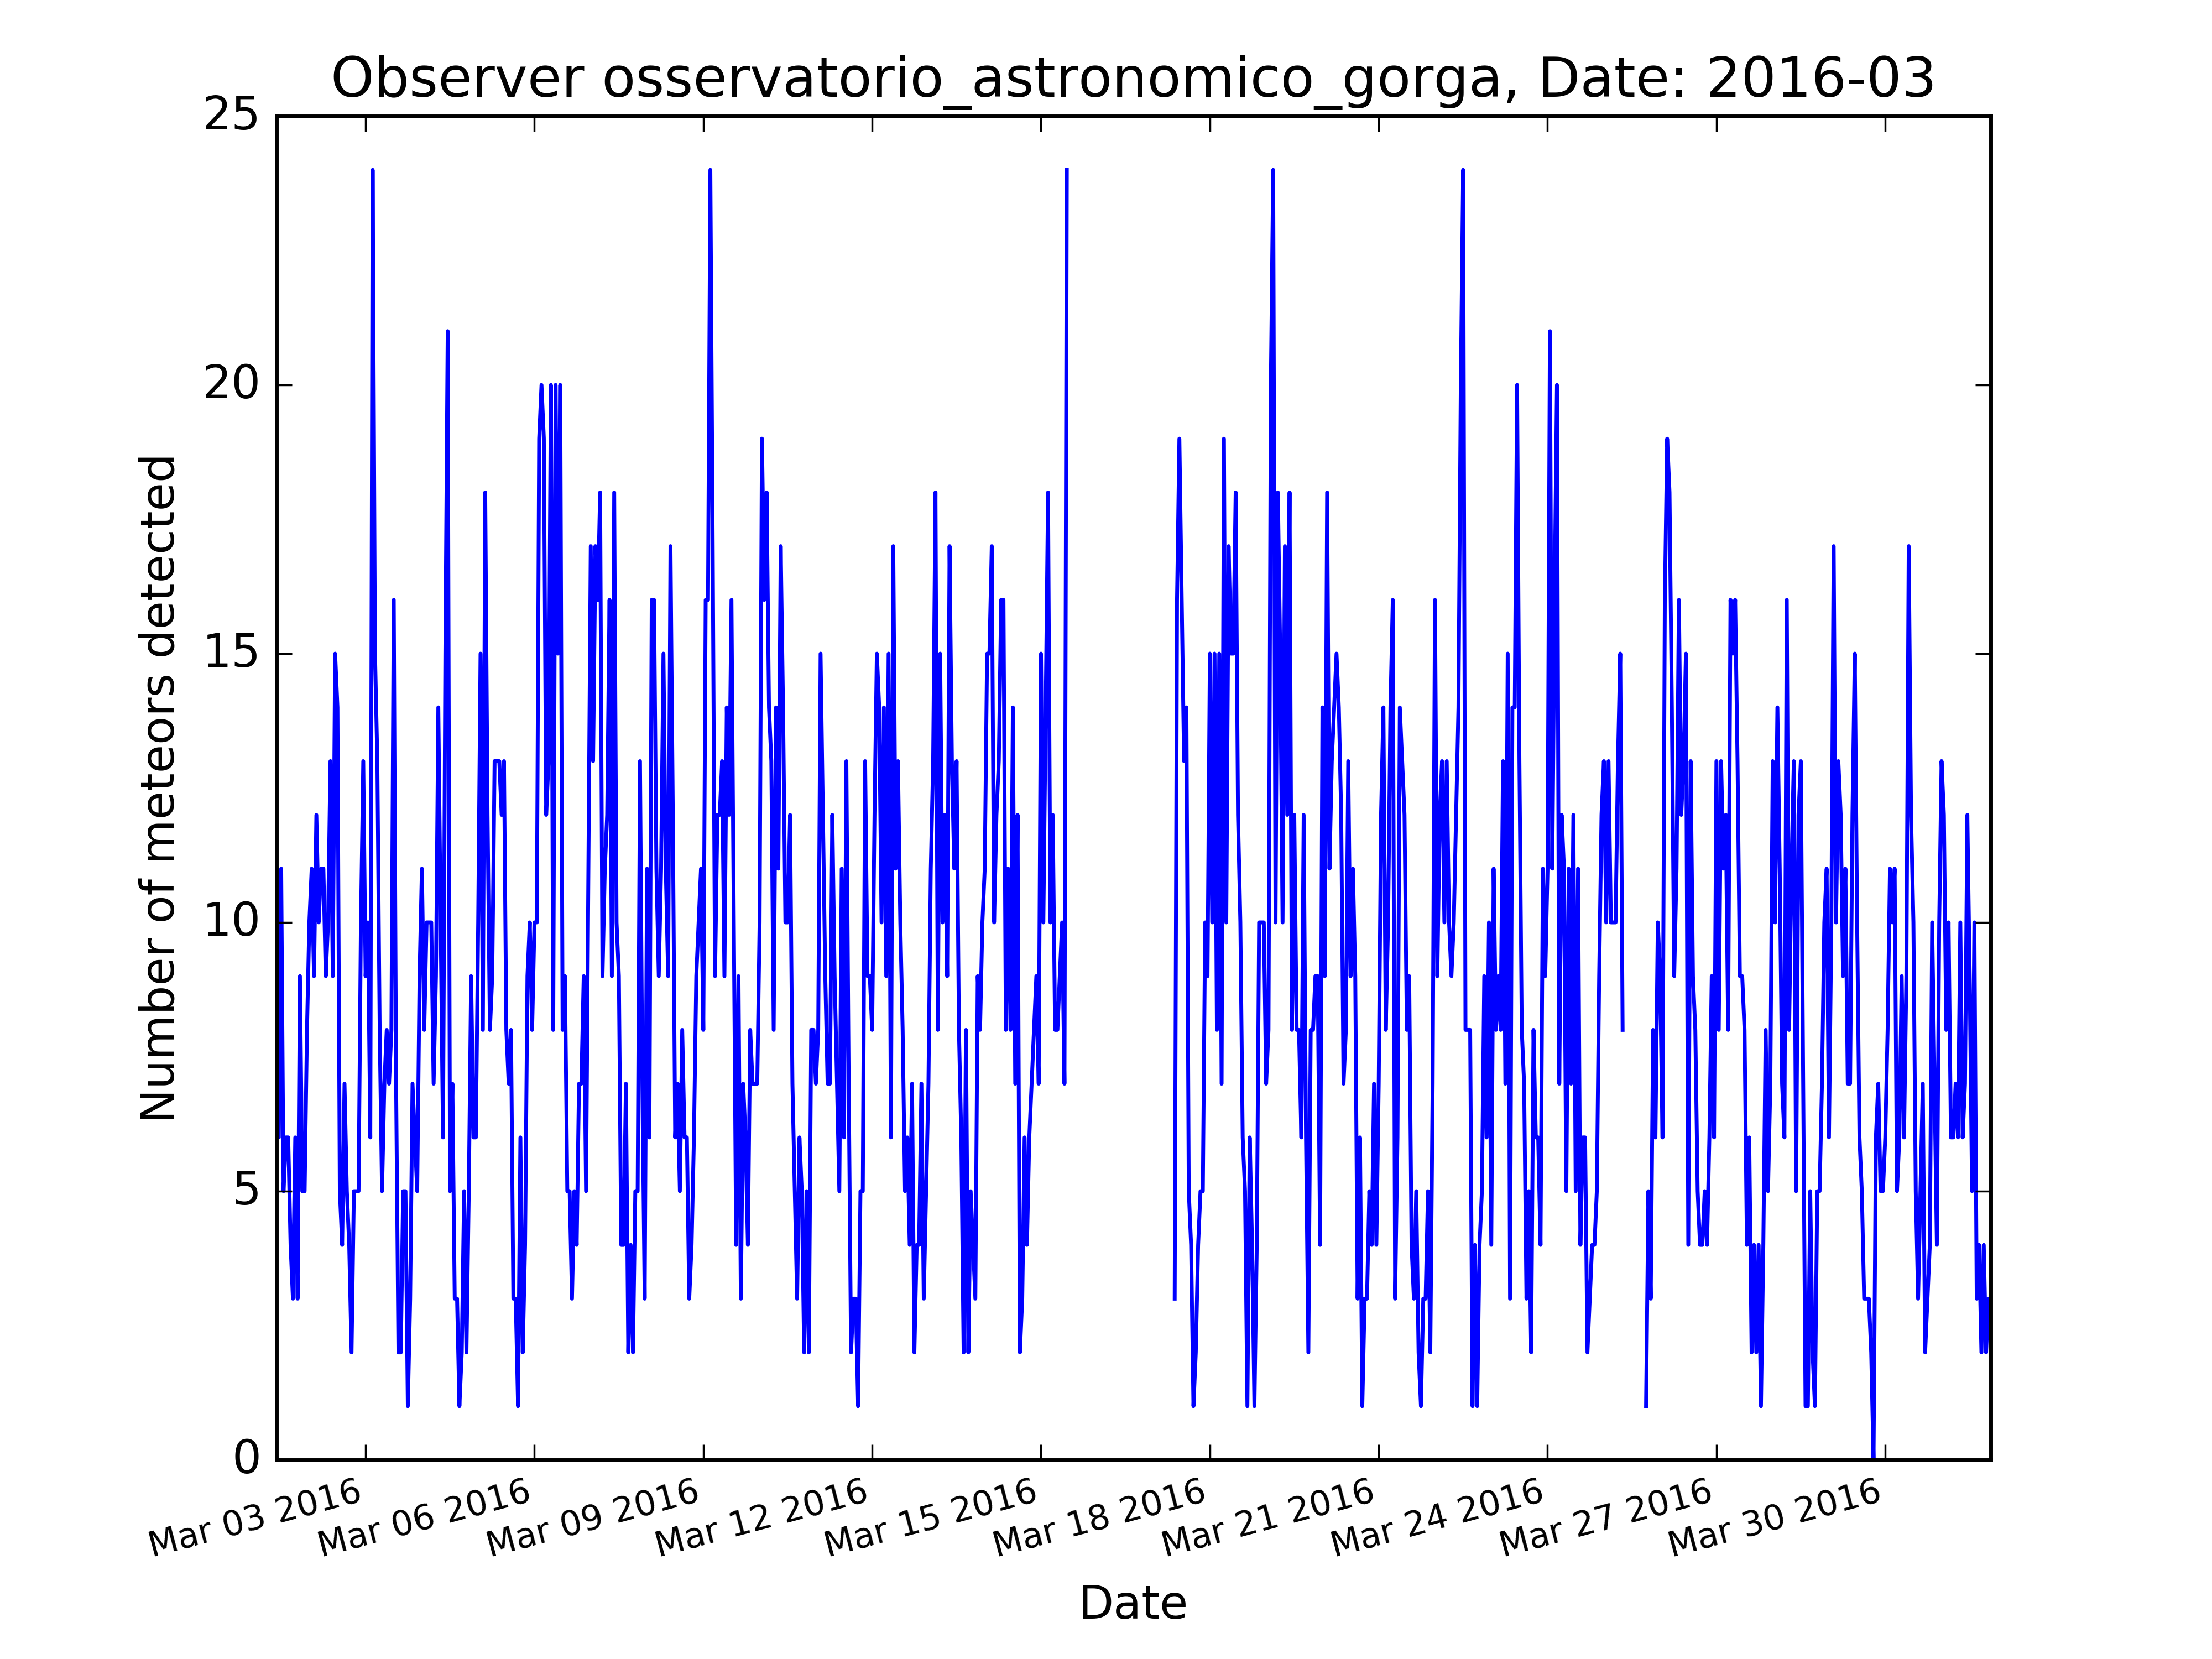 Observer osservatorio_astronomico_gorga, Date: 2016-03
Number of meteors detected
25
20
15
10
5
0
Mar 03 2016
Mar 06 2016
Mar 09 2016
Mar 12 2016
Mar 15 2016
Mar 18 2016
Mar 21 2016
Mar 24 2016
Mar 27 2016
Mar 30 2016
Date